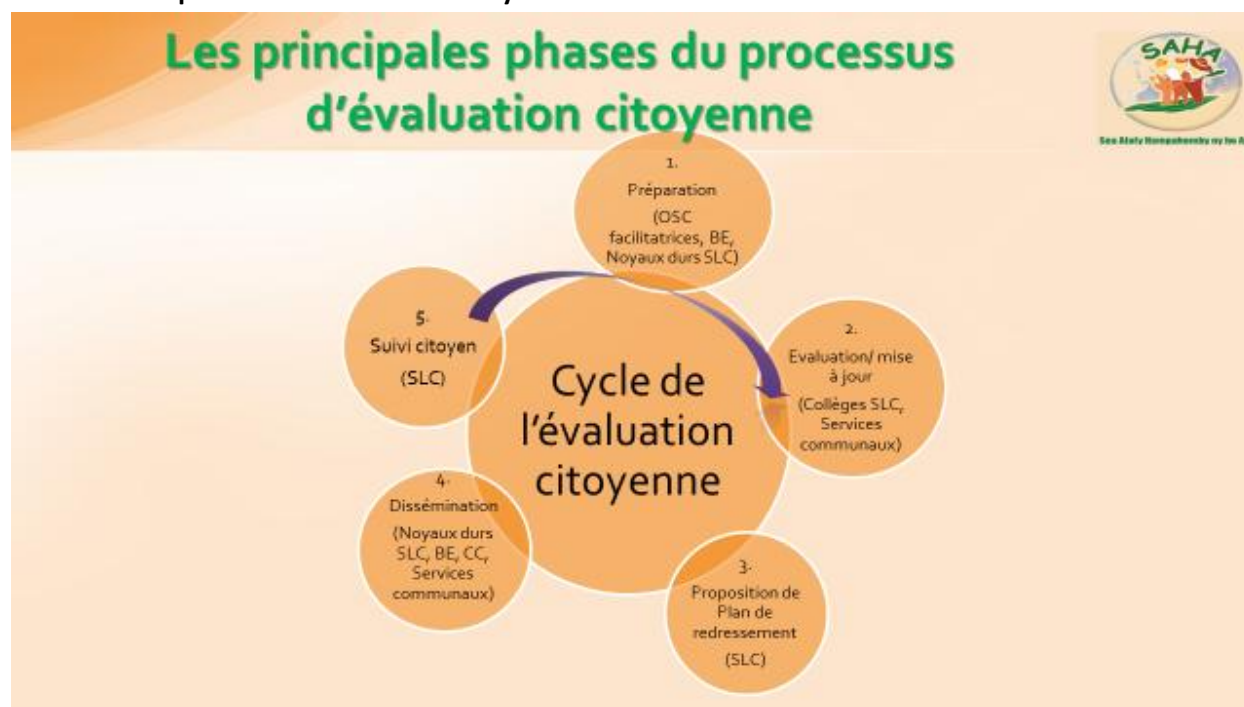 Les principales phases du processus
d'évaluation citoyenne
SAHA
1.
Préparation
(OSC
facilitatrices, BE,
Noyaux durs SLC)
2.
Evaluation/ mise
à jour
(Collèges SLC,
Services
communaux)
3.
Proposition de
Plan de
redressement
(SLC)
4.
Dissémination
(Noyaux durs
SLC, BE, CC,
Services
communaux)
5.
Suivi citoyen
(SLC)
Cycle de
l'évaluation
citoyenne